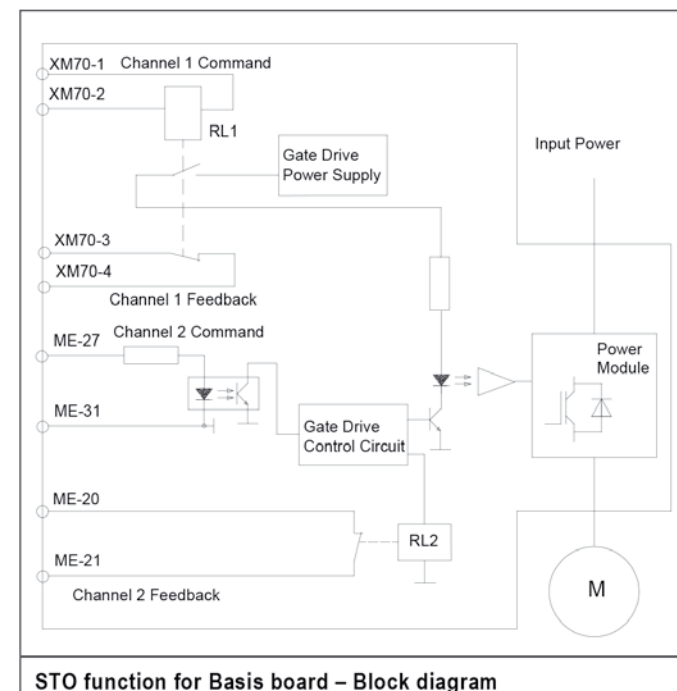 XM70-1 Channel 1 Command
XM70-2
RL1
Gate Drive
Power Supply
Input Power
XM70-3
XM70-4
Channel 1 Feedback
ME-27 Channel 2 Command
ME-31
Gate Drive
Control Circuit
Power
Module
ME-20
RL2
ME-21
Channel 2 Feedback
M
STO function for Basis board – Block diagram